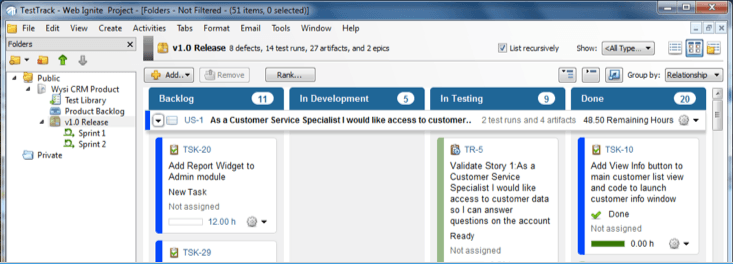 TestTrack - Web Ignite Project - [Folders - Not Filtered - (51 items, 0 selected)]
File Edit View Create Activities Tabs Format Email Tools Window Help
Folders
v1.0 Release 8 defects, 14 test runs, 27 artifacts, and 2 epics
List recursively Show: <All Type...
Public
Wysi CRM Product
Test Library
Product Backlog
v1.0 Release
Sprint 1
Sprint 2
Private
Add... Remove Rank... Group by: Relationship
Backlog 11 In Development 5 In Testing 9 Done 20
US-1 As a Customer Service Specialist I would like access to customer.. 2 test runs and 4 artifacts 48.50 Remaining Hours
TSK-20
Add Report Widget to
Admin module
New Task
Not assigned
12.00 h
TSK-29
TR-5
Validate Story 1:As a
Customer Service
Specialist I would like
access to customer data
so I can answer
questions on the account
Ready
Not assigned
TSK-10
Add View Info button to
main customer list view
and code to launch
customer info window
Done
Not assigned
0.00 h